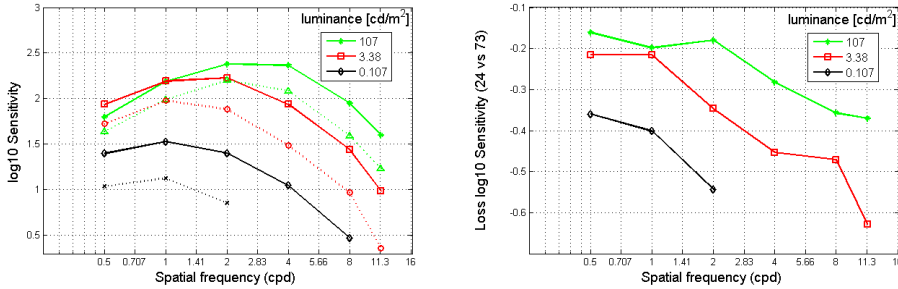 luminance [cd/m²]
107
3.38
0.107
log10 Sensitivity
3
2.5
2
1.5
1
0.5
0.5 0.707 1 1.41 2 2.83 4 5.66 8 11.3 16
Spatial frequency (cpd)
luminance [cd/m²]
107
3.38
0.107
Loss log10 Sensitivity (24 vs 73)
-0.1
-0.2
-0.3
-0.4
-0.5
-0.6
0.5 0.707 1 1.41 2 2.83 4 5.66 8 11.3 16
Spatial frequency (cpd)